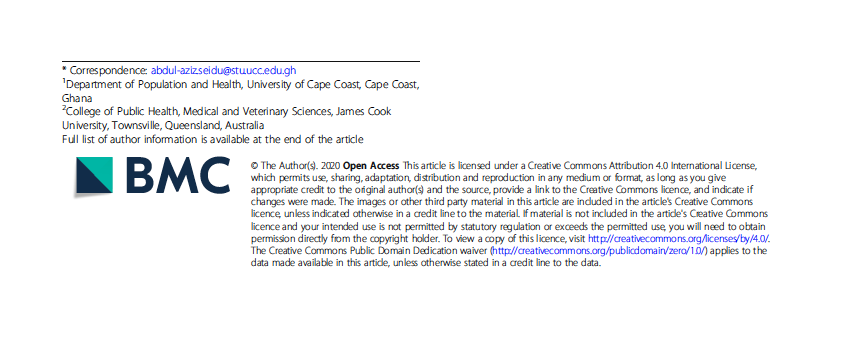 * Correspondence: abdul-aziz.seidu@stu.ucc.edu.gh
1Department of Population and Health, University of Cape Coast, Cape Coast,
Ghana
2College of Public Health, Medical and Veterinary Sciences, James Cook
University, Townsville, Queensland, Australia
Full list of author information is available at the end of the article
BMC
© The Author(s). 2020 Open Access This article is licensed under a Creative Commons Attribution 4.0 International License,
which permits use, sharing, adaptation, distribution and reproduction in any medium or format, as long as you give
appropriate credit to the original author(s) and the source, provide a link to the Creative Commons licence, and indicate if
changes were made. The images or other third party material in this article are included in the article's Creative Commons
licence, unless indicated otherwise in a credit line to the material. If material is not included in the article's Creative Commons
licence and your intended use is not permitted by statutory regulation or exceeds the permitted use, you will need to obtain
permission directly from the copyright holder. To view a copy of this licence, visit http://creativecommons.org/licenses/by/4.0/.
The Creative Commons Public Domain Dedication waiver (http://creativecommons.org/publicdomain/zero/1.0/) applies to the
data made available in this article, unless otherwise stated in a credit line to the data.